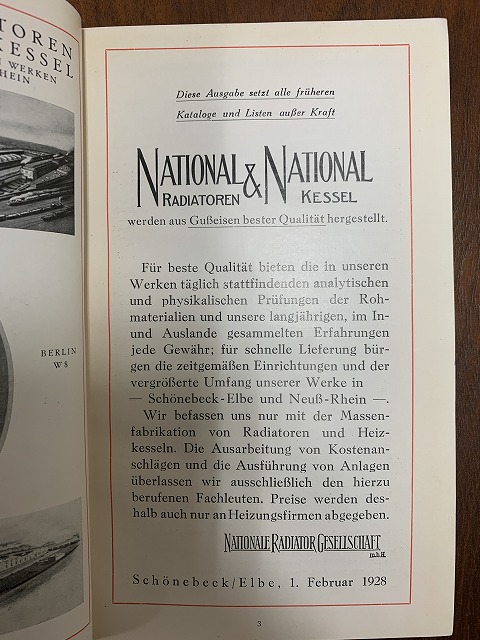 TOREN
KESSEL
WERKEN
HEIN
BERLIN
W 8
Diese Ausgabe setzt alle früheren
Kataloge und Listen außer Kraft
NATIONAL & NATIONAL
RADIATOREN KESSEL
werden aus Gußeisen bester Qualität hergestellt.
Für beste Qualität bieten die in unseren
Werken täglich stattfindenden analytischen
und physikalischen Prüfungen der Roh-
materialien und unsere langjährigen, im In-
und Auslande gesammelten Erfahrungen
jede Gewähr; für schnelle Lieferung bür-
gen die zeitgemäßen Einrichtungen und der
vergrößerte Umfang unserer Werke in
— Schönebeck-Elbe und Neuß-Rhein —.
Wir befassen uns nur mit der Massen-
fabrikation von Radiatoren und Heiz-
kesseln. Die Ausarbeitung von Kostenan-
schlägen und die Ausführung von Anlagen
überlassen wir ausschließlich den hierzu
berufenen Fachleuten. Preise werden des-
halb auch nur an Heizungsfirmen abgegeben.
NATIONALE RADIATOR GESELLSCHAFT
m.b.H.
Schönebeck/Elbe, 1. Februar 1928
3